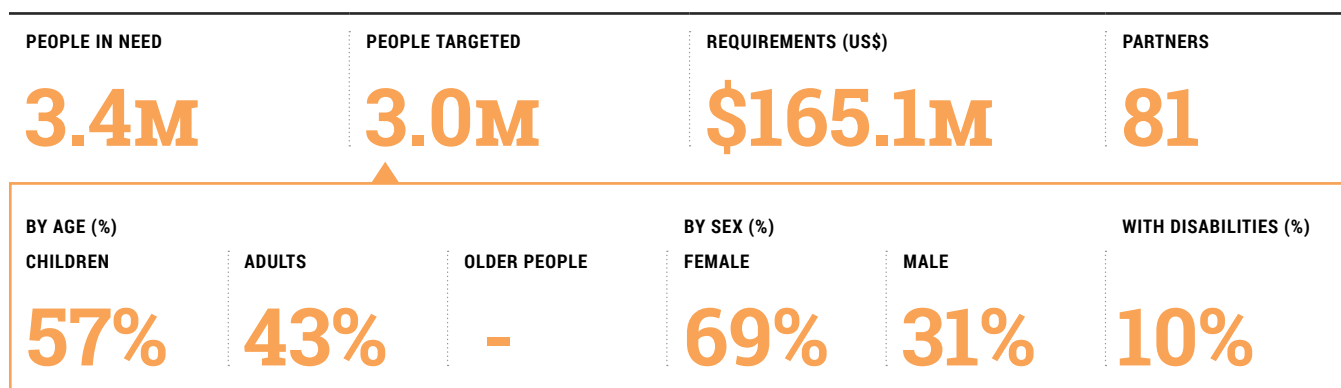 PEOPLE IN NEED PEOPLE TARGETED REQUIREMENTS (US$) PARTNERS
3.4M 3.0M $165.1M 81
BY AGE (%) BY SEX (%) WITH DISABILITIES (%)
CHILDREN ADULTS OLDER PEOPLE FEMALE MALE
57% 43% - 69% 31% 10%